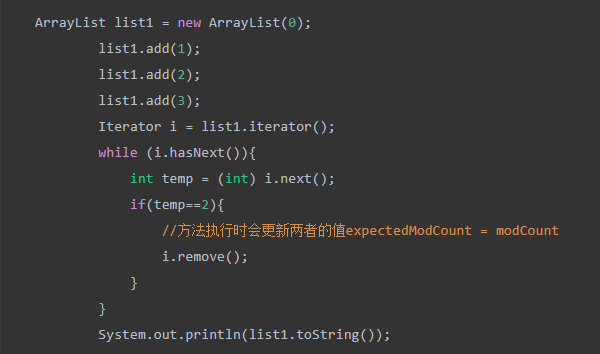 ArrayList list1 = new ArrayList(0);
list1.add(1);
list1.add(2);
list1.add(3);
Iterator i = list1.iterator();
while (i.hasNext()){
int temp = (int) i.next();
if(temp==2){
//方法执行时会更新两者的值expectedModCount = modCount
i.remove();
}
}
System.out.println(list1.toString());